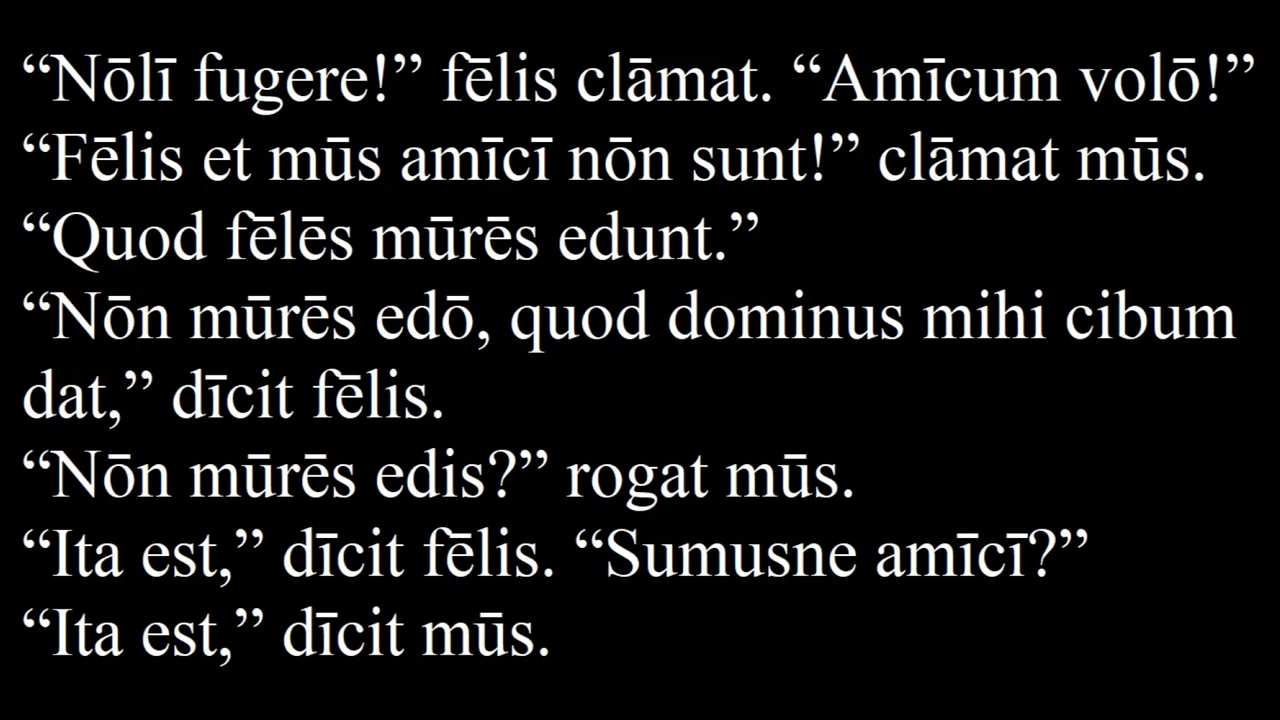 “Nōlī fugere!” fēlis clāmat. “Amīcum volō!”
“Fēlis et mūs amīcī nōn sunt!” clāmat mūs.
“Quod fēlēs mūrēs edunt.”
“Nōn mūrēs edō, quod dominus mihi cibum
dat,” dīcit fēlis.
“Nōn mūrēs edis?” rogat mūs.
“Ita est,” dīcit fēlis. “Sumusne amīcī?”
“Ita est,” dīcit mūs.